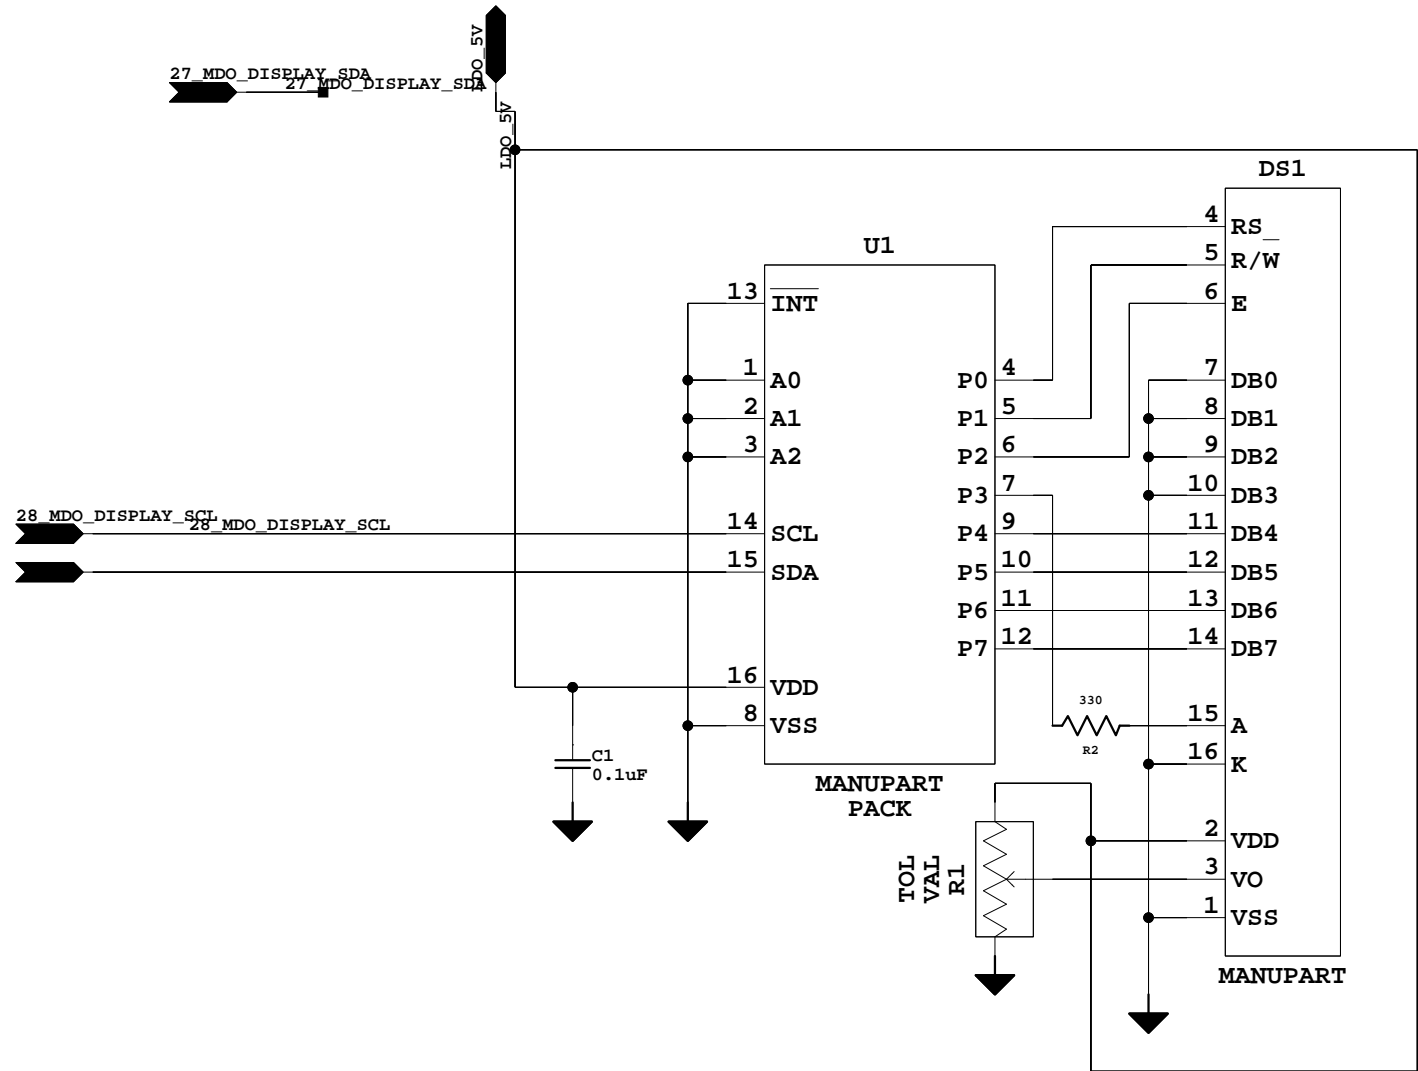 LDO_5V
27_MDO_DISPLAY_SDA
27_MDO_DISPLAY_SDA
LDO_5V
DS1
4 RS
5 R/W
6 E
7 DB0
8 DB1
9 DB2
10 DB3
11 DB4
12 DB5
13 DB6
14 DB7
15 A
16 K
2 VDD
3 VO
1 VSS
MANUPART
U1
13 INT
1 A0
2 A1
3 A2
14 SCL
15 SDA
16 VDD
8 VSS
P0 4
P1 5
P2 6
P3 7
P4 9
P5 10
P6 11
P7 12
MANUPART
PACK
28_MDO_DISPLAY_SCL
28_MDO_DISPLAY_SCL
C1
0.1uF
330
R2
TOL
VAL
R1